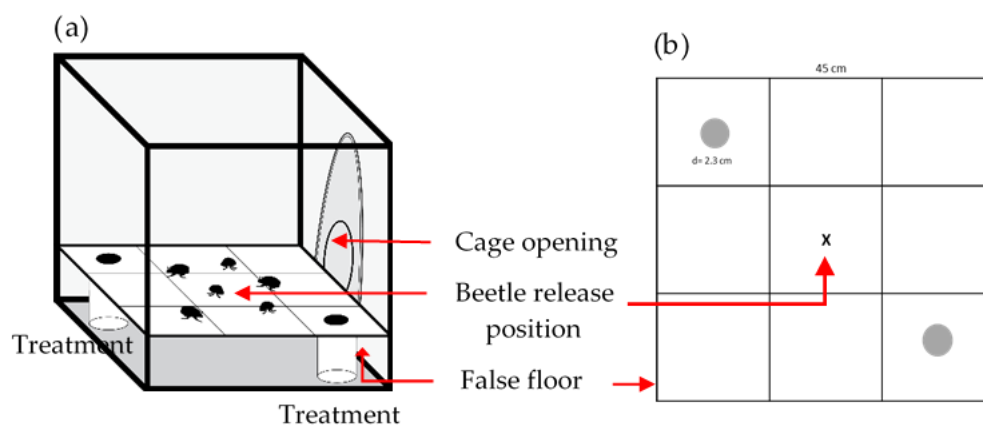 (a)
(b)
45 cm
d= 2.3 cm
X
Cage opening
Beetle release
position
Treatment
False floor
Treatment